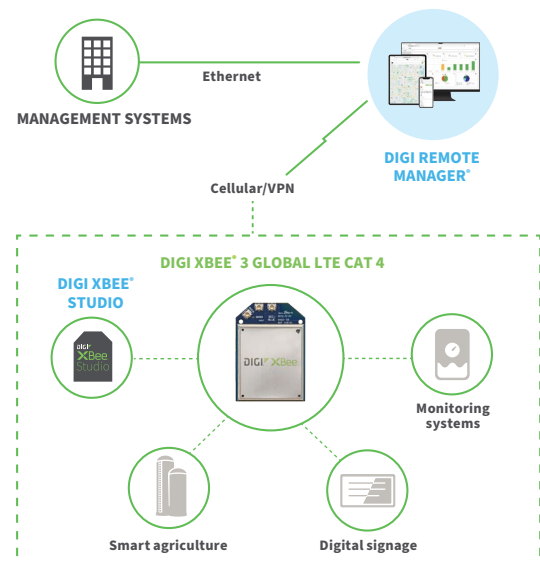 Ethernet
MANAGEMENT SYSTEMS
DIGI REMOTE
MANAGER®
Cellular/VPN
DIGI XBEE® 3 GLOBAL LTE CAT 4
DIGI XBEE®
STUDIO
DIGI®
XBee
Studio
DIGI® XBee
Monitoring
systems
Smart agriculture
Digital signage